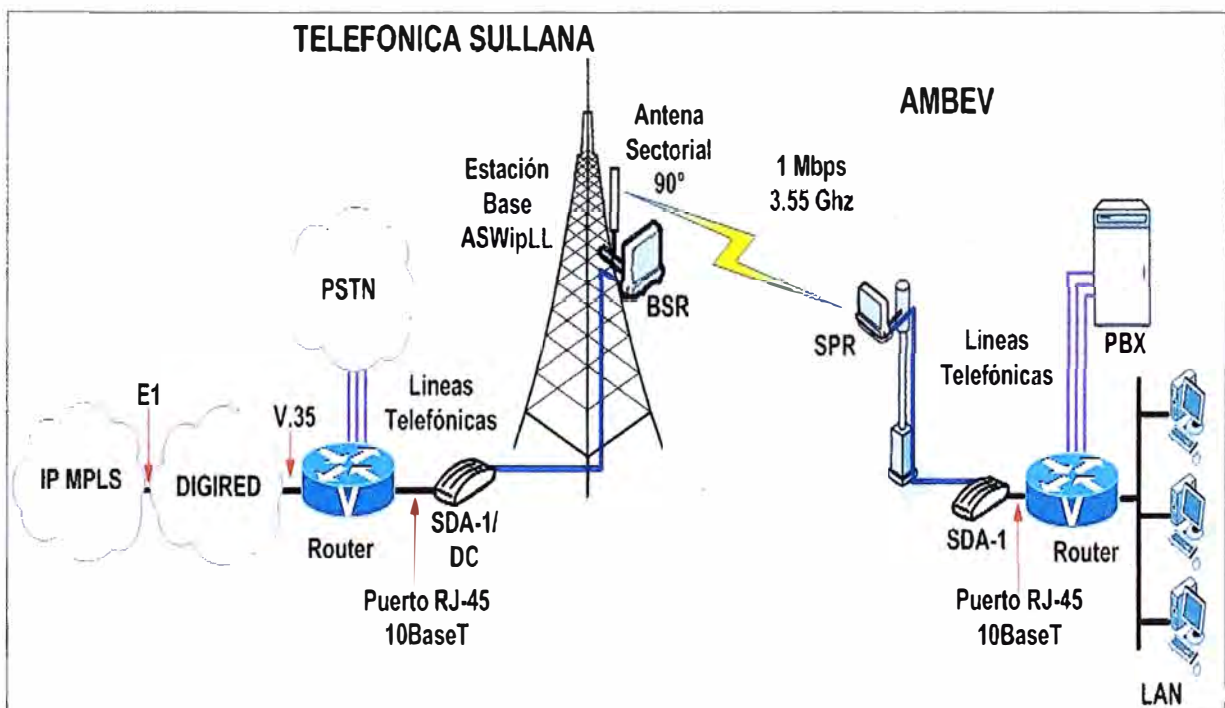 TELEFONICA SULLANA
AMBEV
Antena
Sectorial
90°
1 Mbps
3.55 Ghz
Estación
Base
ASWipLL
PSTN
BSR
SPR
PBX
Lineas
Telefónicas
Lineas
Telefónicas
E1
V.35
IP MPLS
DIGIRED
V
Router
SDA-1/
DC
SDA-1
V
Router
Puerto RJ-45
10BaseT
Puerto RJ-45
10BaseT
LAN